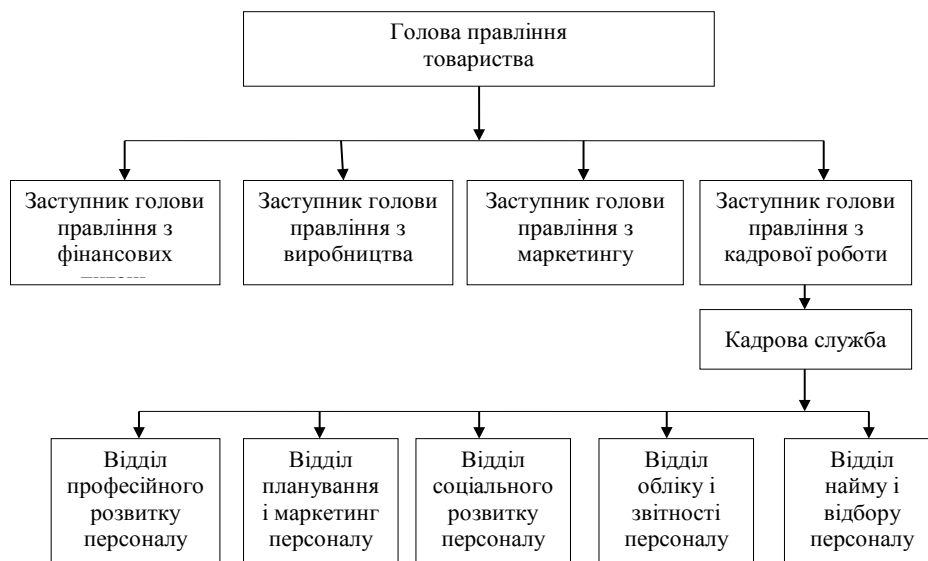 Голова правління
товариства
Заступник голови
правління з
фінансових
Заступник голови
правління з
виробництва
Заступник голови
правління з
маркетингу
Заступник голови
правління з
кадрової роботи
Кадрова служба
Відділ
професійного
розвитку
персоналу
Відділ
планування
і маркетинг
персоналу
Відділ
соціального
розвитку
персоналу
Відділ
обліку і
звітності
персоналу
Відділ
найму і
відбору
персоналу